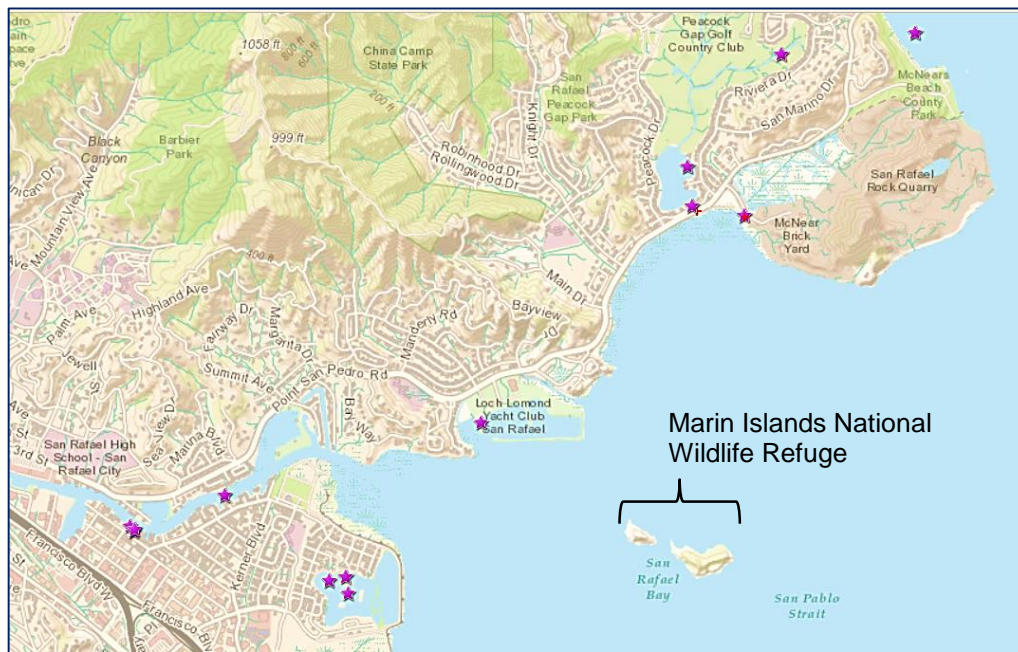 Peacock
Gap Golf
Country Club
1058 ft
800 ft
600 ft
China Camp
State Park
200 ft
San
Rafael
Peacock
Gap Park
Riviera Dr
San Marino Dr
McNears
Beach
County
Park
Black
Canyon
Barbier
Park
999 ft
Knight Dr
Robinhood Dr
Rollingwood Dr
Peacock Dr
San Rafael
Rock Quarry
McNear
Brick
Yard
Mountain View Ave
400 ft
Highland Ave
Palm Ave
Main Dr
Bayview
Dr
Fairway Dr
Margarita Dr
Manderly Rd
Jewell St
Summit Ave
Point San Pedro Rd
Sea View Dr
Bay Way
Loch Lomond
Yacht Club
San Rafael
Marin Islands National
Wildlife Refuge
San Rafael High
School - San
Rafael City
3rd St
Kerner Blvd
Francisco Blvd W
San
Rafael
Bay
San Pablo
Strait